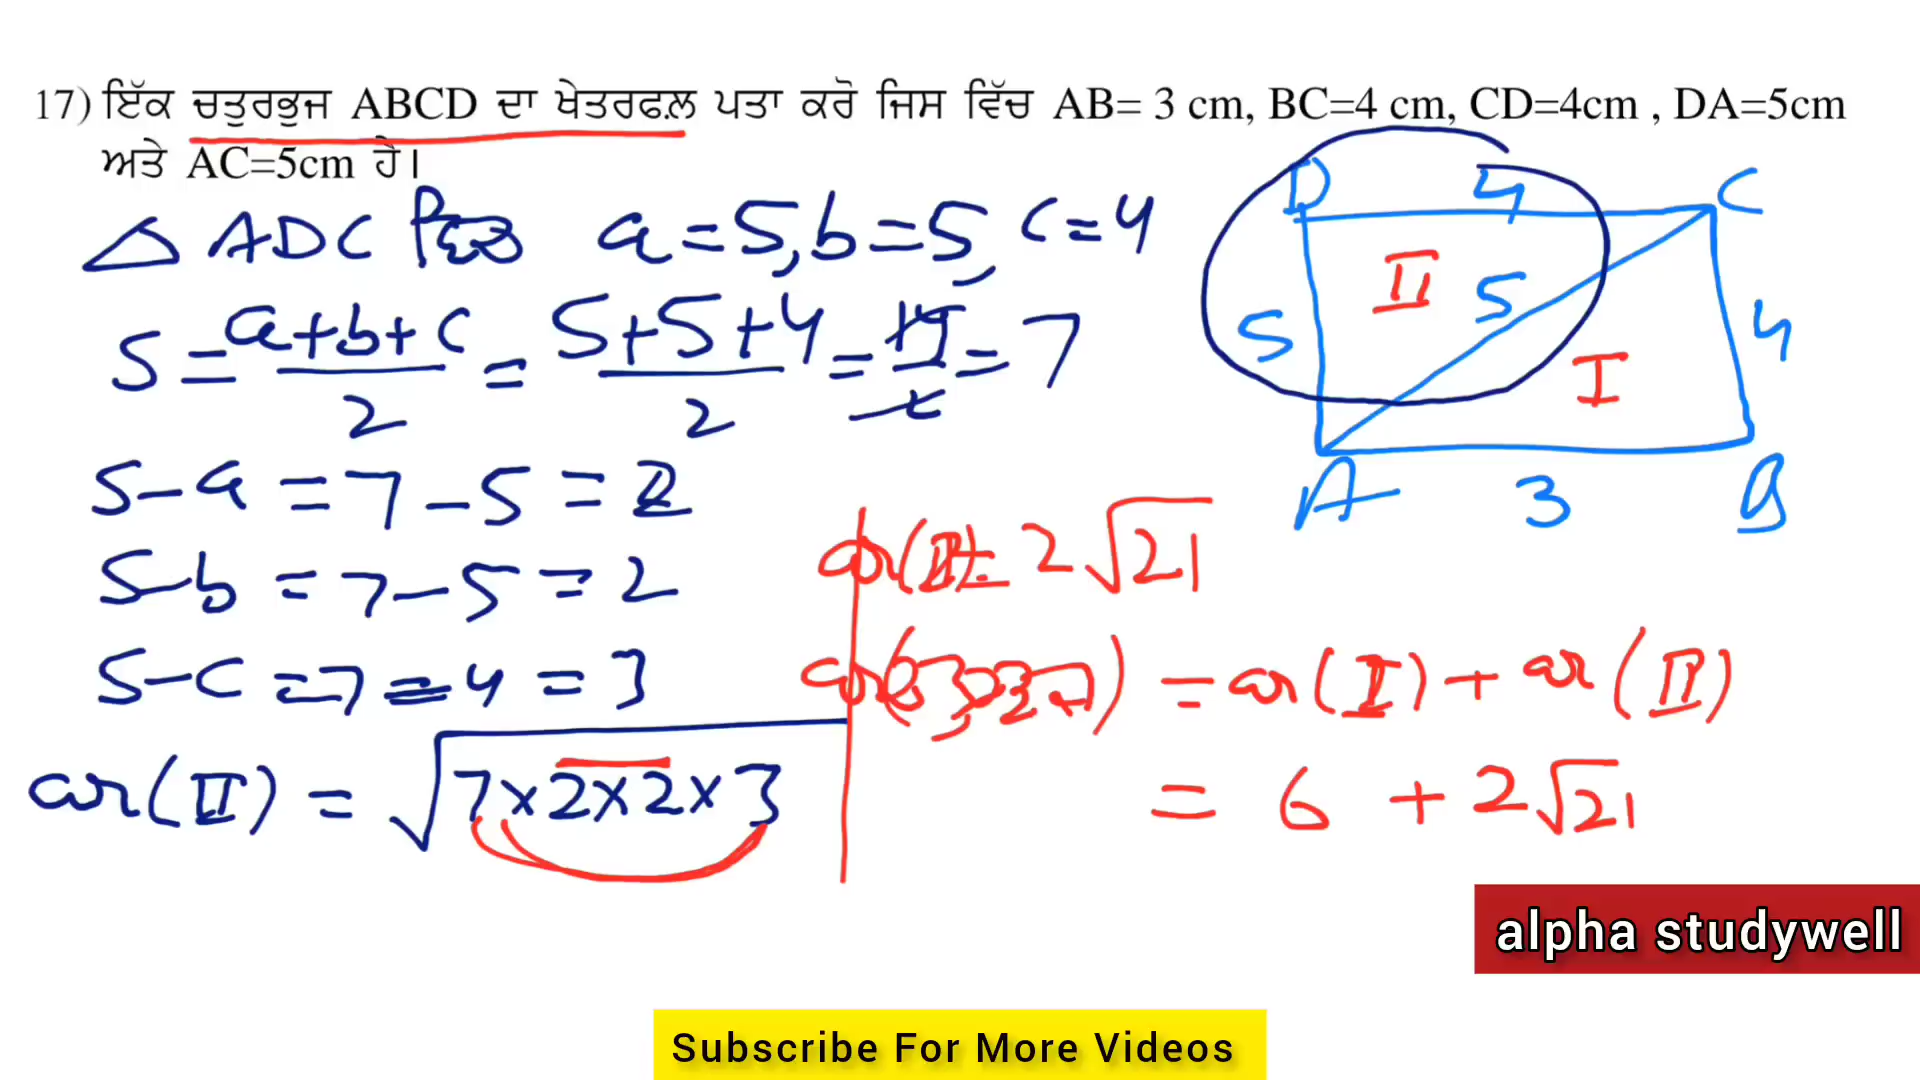 17) ਇੱਕ ਚਤੁਰਭੁਜ ABCD ਦਾ ਖੇਤਰਫਲ਼ ਪਤਾ ਕਰੋ ਜਿਸ ਵਿੱਚ AB= 3 cm, BC=4 cm, CD=4cm , DA=5cm
ਅਤੇ AC=5cm ਹੈ।
△ ADC ਵਿਚ a=5, b=5, c=4
S = a+b+c / 2 = 5+5+4 / 2 = 14 / 2 = 7
S-a = 7-5 = 2
S-b = 7-5 = 2
S-c = 7-4 = 3
ar(II) = √7×2×2×3
D 4 C
II 5
5 4
I
A 3 B
ar(II) = 2√21
= ar(I) + ar(II)
= 6 + 2√21
alpha studywell
Subscribe For More Videos